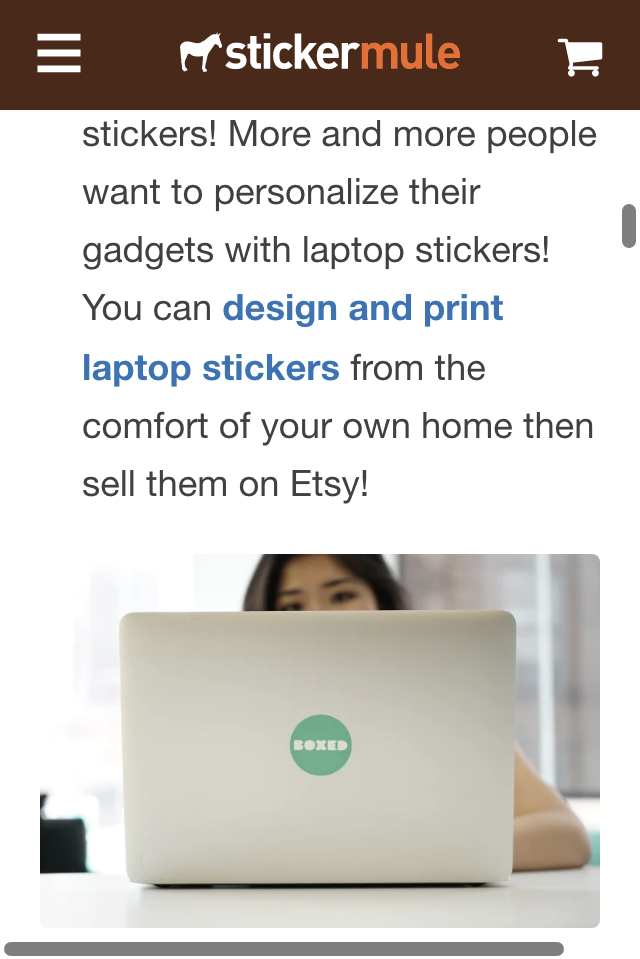 stickermule
stickers! More and more people
want to personalize their
gadgets with laptop stickers!
You can design and print
laptop stickers from the
comfort of your own home then
sell them on Etsy!
BOXED